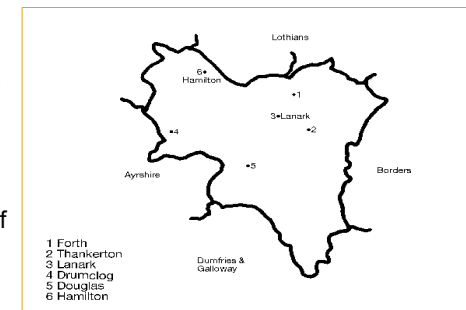 Lothians
6
Hamilton
1
3 Lanark
2
4
5
Ayrshire
Borders
Dumfries &
Galloway
f
1 Forth
2 Thankerton
3 Lanark
4 Drumclog
5 Douglas
6 Hamilton